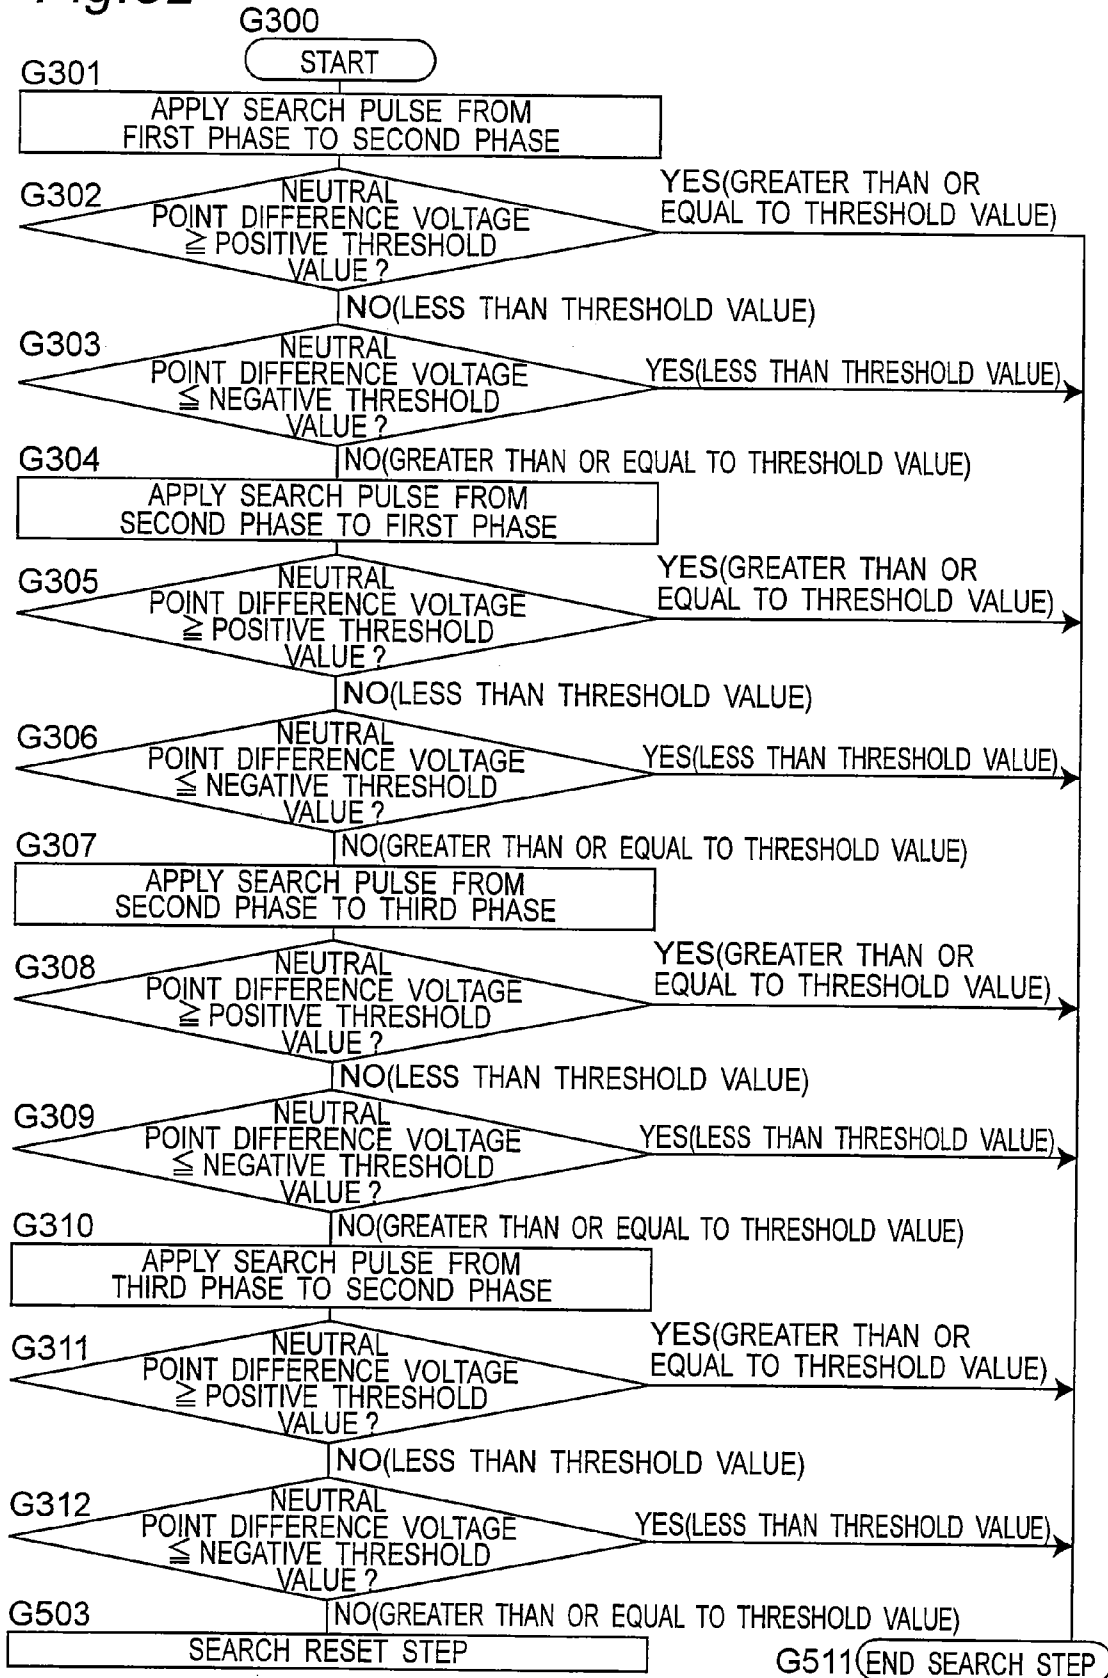 G300
START
G301
APPLY SEARCH PULSE FROM
FIRST PHASE TO SECOND PHASE
G302
NEUTRAL
POINT DIFFERENCE VOLTAGE
≧ POSITIVE THRESHOLD
VALUE?
YES(GREATER THAN OR
EQUAL TO THRESHOLD VALUE)
NO(LESS THAN THRESHOLD VALUE)
G303
NEUTRAL
POINT DIFFERENCE VOLTAGE
≦ NEGATIVE THRESHOLD
VALUE?
YES(LESS THAN THRESHOLD VALUE)
NO(GREATER THAN OR EQUAL TO THRESHOLD VALUE)
G304
APPLY SEARCH PULSE FROM
SECOND PHASE TO FIRST PHASE
G305
NEUTRAL
POINT DIFFERENCE VOLTAGE
≧ POSITIVE THRESHOLD
VALUE?
YES(GREATER THAN OR
EQUAL TO THRESHOLD VALUE)
NO(LESS THAN THRESHOLD VALUE)
G306
NEUTRAL
POINT DIFFERENCE VOLTAGE
≦ NEGATIVE THRESHOLD
VALUE?
YES(LESS THAN THRESHOLD VALUE)
NO(GREATER THAN OR EQUAL TO THRESHOLD VALUE)
G307
APPLY SEARCH PULSE FROM
SECOND PHASE TO THIRD PHASE
G308
NEUTRAL
POINT DIFFERENCE VOLTAGE
≧ POSITIVE THRESHOLD
VALUE?
YES(GREATER THAN OR
EQUAL TO THRESHOLD VALUE)
NO(LESS THAN THRESHOLD VALUE)
G309
NEUTRAL
POINT DIFFERENCE VOLTAGE
≦ NEGATIVE THRESHOLD
VALUE?
YES(LESS THAN THRESHOLD VALUE)
NO(GREATER THAN OR EQUAL TO THRESHOLD VALUE)
G310
APPLY SEARCH PULSE FROM
THIRD PHASE TO SECOND PHASE
G311
NEUTRAL
POINT DIFFERENCE VOLTAGE
≧ POSITIVE THRESHOLD
VALUE?
YES(GREATER THAN OR
EQUAL TO THRESHOLD VALUE)
NO(LESS THAN THRESHOLD VALUE)
G312
NEUTRAL
POINT DIFFERENCE VOLTAGE
≦ NEGATIVE THRESHOLD
VALUE?
YES(LESS THAN THRESHOLD VALUE)
NO(GREATER THAN OR EQUAL TO THRESHOLD VALUE)
G503
SEARCH RESET STEP
G511
END SEARCH STEP